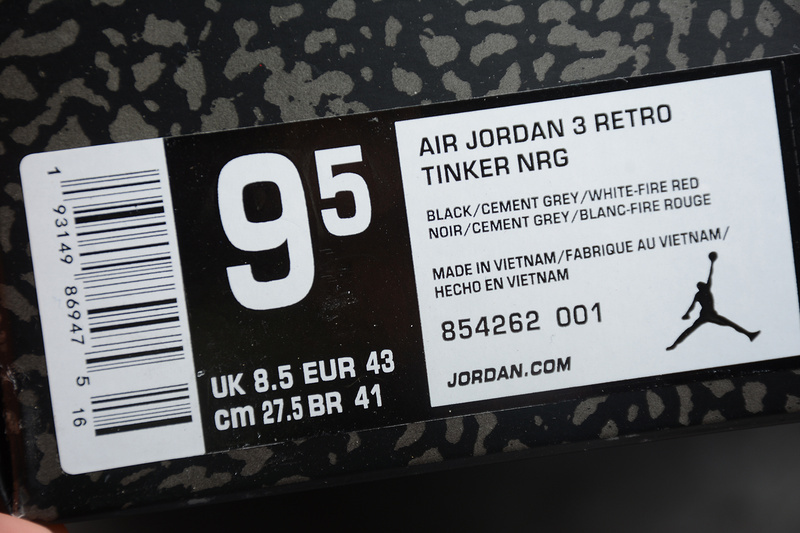 1 93149 86947 5 16
95
UK 8.5 EUR 43
cm 27.5 BR 41
AIR JORDAN 3 RETRO
TINKER NRG
BLACK/CEMENT GREY/WHITE-FIRE RED
NOIR/CEMENT GREY/BLANC-FIRE ROUGE
MADE IN VIETNAM/FABRIQUE AU VIETNAM/
HECHO EN VIETNAM
854262 001
JORDAN.COM